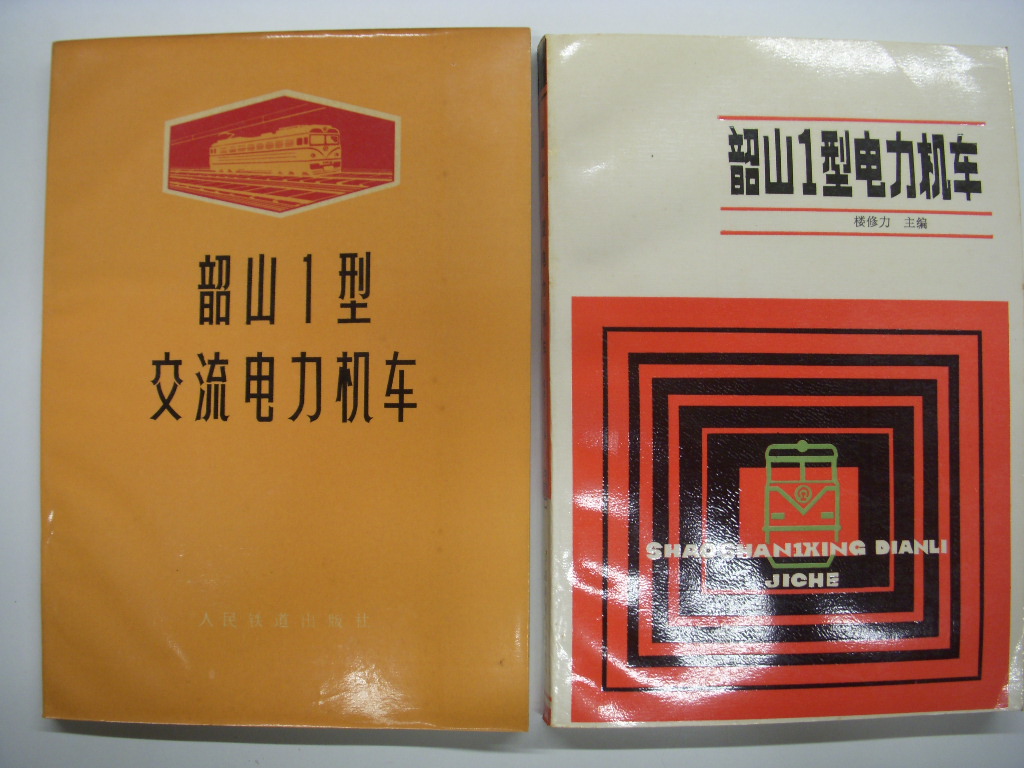 韶山1型
交流电力机车
人民铁道出版社
韶山1型电力机车
楼修力 主编
SHAOSHAN1XING DIANLI
JICHE